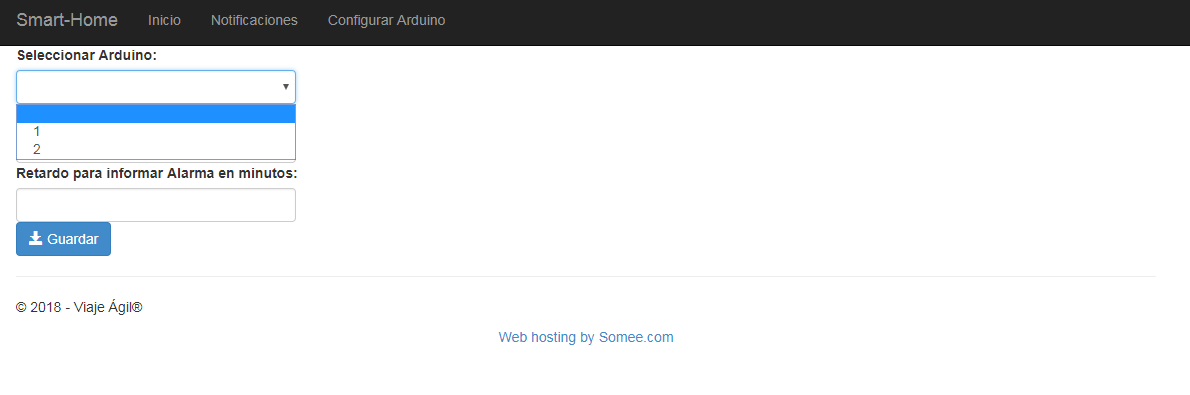 Smart-Home Inicio Notificaciones Configurar Arduino
Seleccionar Arduino:
1
2
Retardo para informar Alarma en minutos:
Guardar
© 2018 - Viaje Ágil®
Web hosting by Somee.com